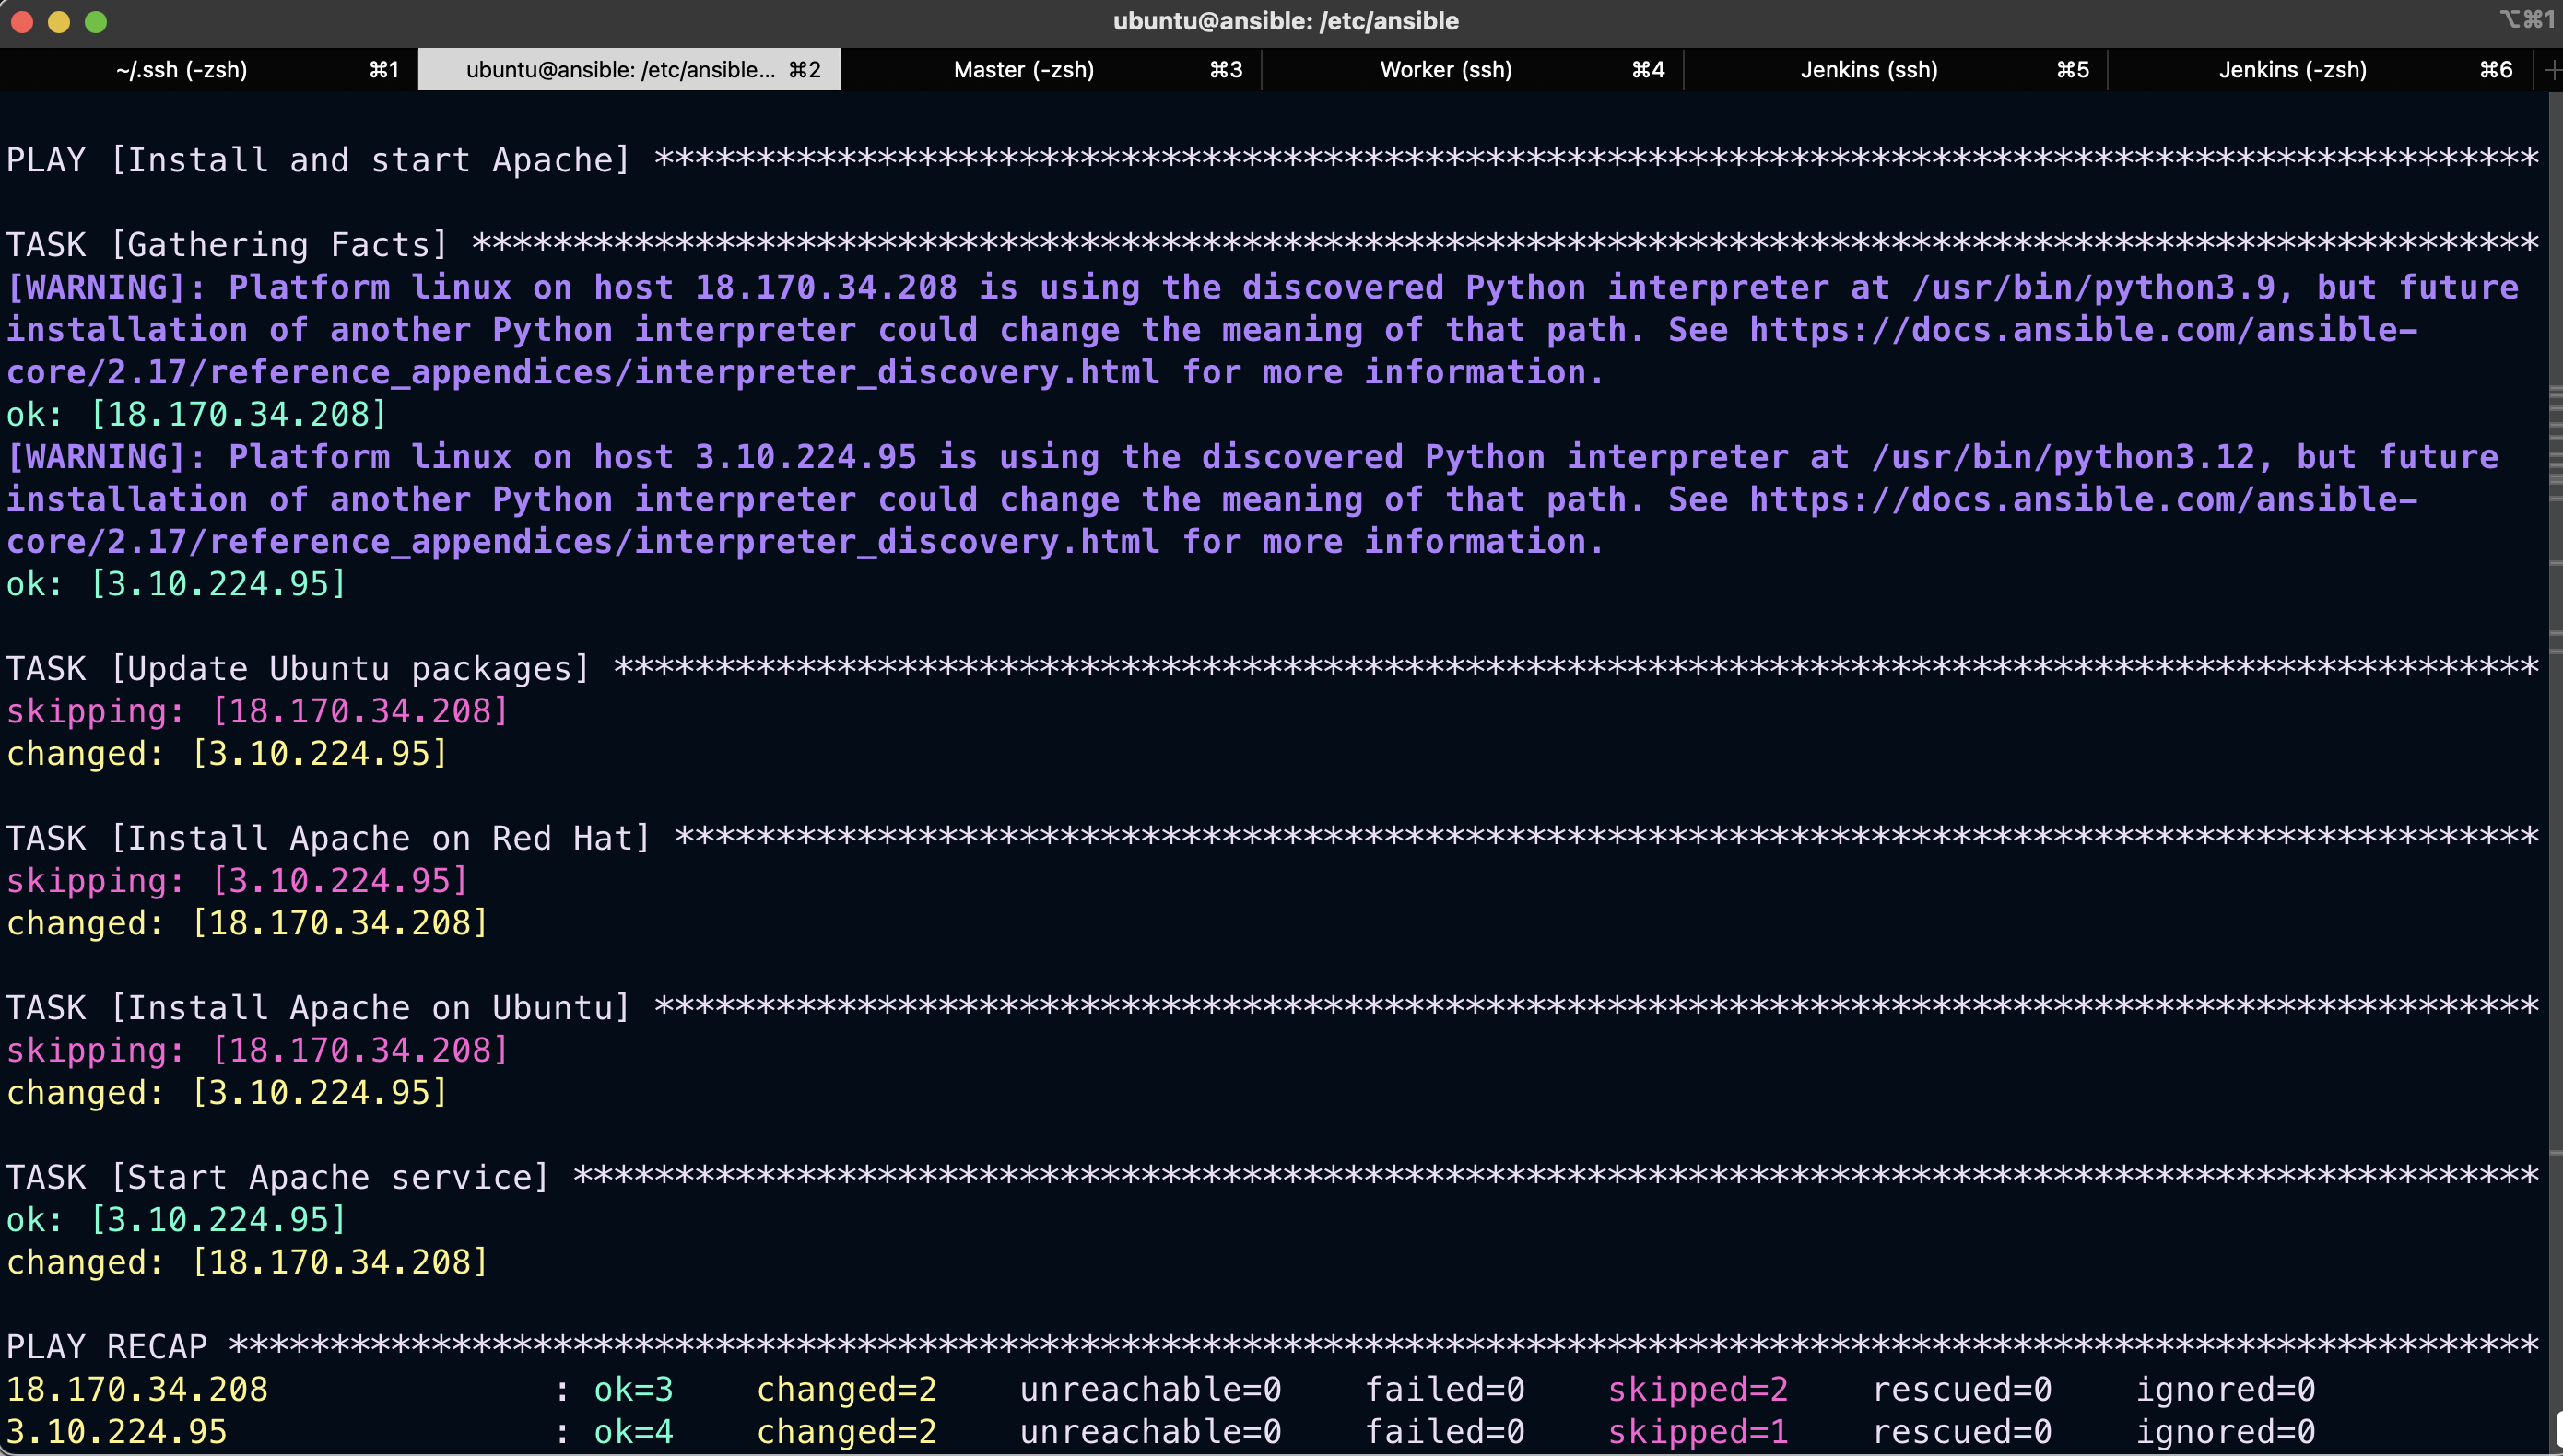 ubuntu@ansible: /etc/ansible
⌥⌘1
~/.ssh (-zsh) ⌘1 ubuntu@ansible: /etc/ansible... ⌘2 Master (-zsh) ⌘3 Worker (ssh) ⌘4 Jenkins (ssh) ⌘5 Jenkins (-zsh) ⌘6 +
PLAY [Install and start Apache] *********************************************************************************************
TASK [Gathering Facts] ******************************************************************************************************
[WARNING]: Platform linux on host 18.170.34.208 is using the discovered Python interpreter at /usr/bin/python3.9, but future
installation of another Python interpreter could change the meaning of that path. See https://docs.ansible.com/ansible-
core/2.17/reference_appendices/interpreter_discovery.html for more information.
ok: [18.170.34.208]
[WARNING]: Platform linux on host 3.10.224.95 is using the discovered Python interpreter at /usr/bin/python3.12, but future
installation of another Python interpreter could change the meaning of that path. See https://docs.ansible.com/ansible-
core/2.17/reference_appendices/interpreter_discovery.html for more information.
ok: [3.10.224.95]
TASK [Update Ubuntu packages] ***********************************************************************************************
skipping: [18.170.34.208]
changed: [3.10.224.95]
TASK [Install Apache on Red Hat] ********************************************************************************************
skipping: [3.10.224.95]
changed: [18.170.34.208]
TASK [Install Apache on Ubuntu] *********************************************************************************************
skipping: [18.170.34.208]
changed: [3.10.224.95]
TASK [Start Apache service] *************************************************************************************************
ok: [3.10.224.95]
changed: [18.170.34.208]
PLAY RECAP ******************************************************************************************************************
18.170.34.208              : ok=3    changed=2    unreachable=0    failed=0    skipped=2    rescued=0    ignored=0
3.10.224.95                : ok=4    changed=2    unreachable=0    failed=0    skipped=1    rescued=0    ignored=0